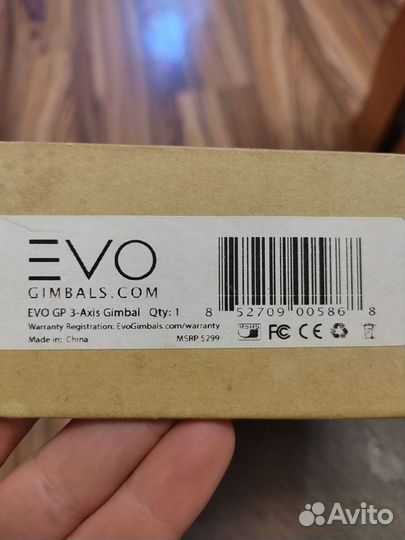 EVO
GIMBALS.COM
EVO GP 3-Axis Gimbal Qty: 1
Warranty Registration: EvoGimbals.com/warranty
Made in: China MSRP $299
8 52709 00586 8
RoHS
FC CE
Avito